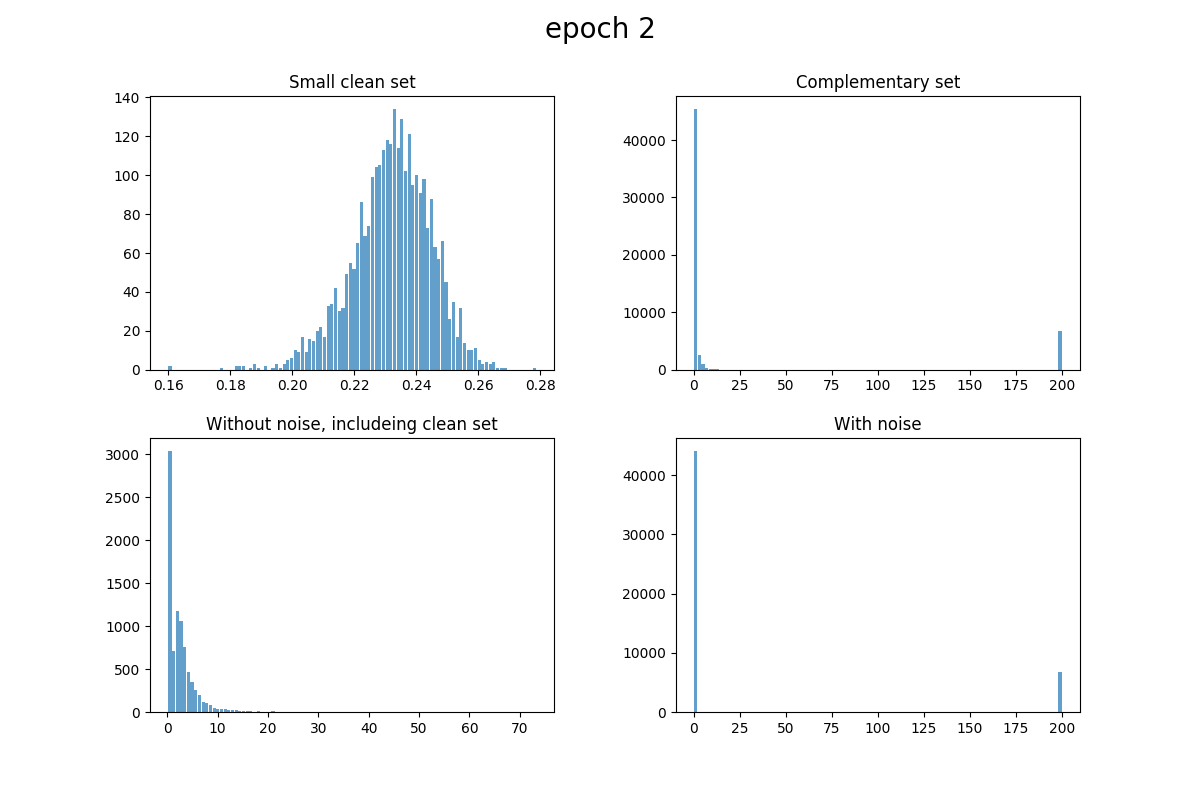 epoch 2
Small clean set
140
120
100
80
60
40
20
0
0.16 0.18 0.20 0.22 0.24 0.26 0.28
Complementary set
40000
30000
20000
10000
0
0 25 50 75 100 125 150 175 200
Without noise, includeing clean set
3000
2500
2000
1500
1000
500
0
0 10 20 30 40 50 60 70
With noise
40000
30000
20000
10000
0
0 25 50 75 100 125 150 175 200